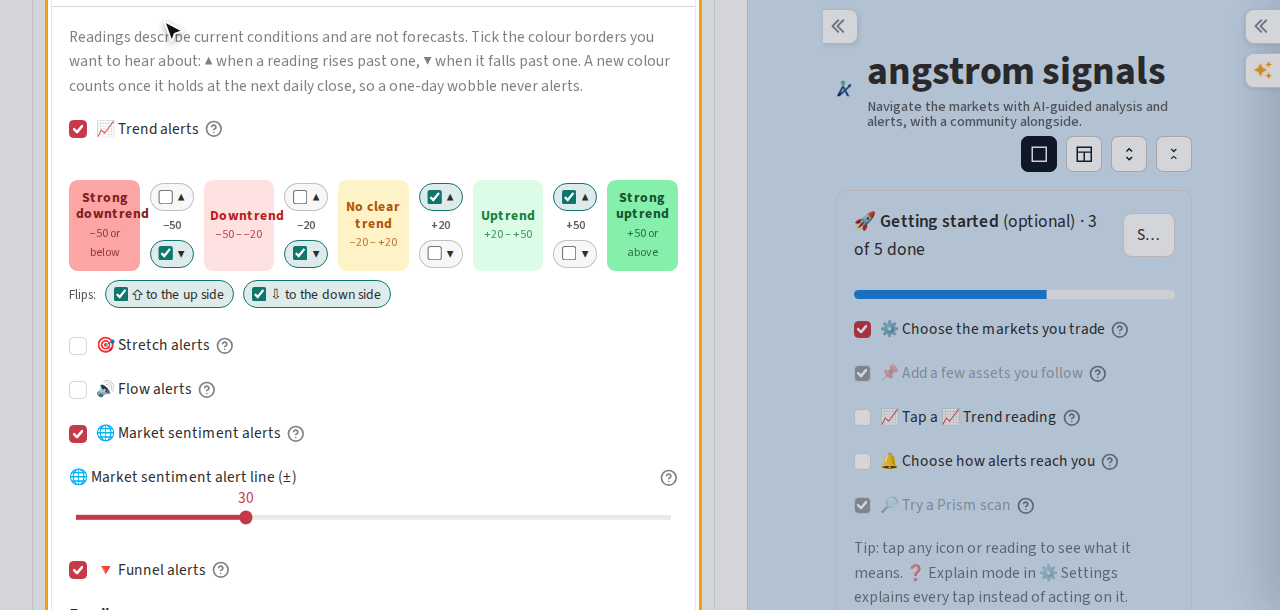 Readings describe current conditions and are not forecasts. Tick the colour borders you
want to hear about: ▲ when a reading rises past one, ▼ when it falls past one. A new colour
counts once it holds at the next daily close, so a one-day wobble never alerts.
📈 Trend alerts
Strong
downtrend
−50 or
below
▲
−50
▼
Downtrend
−50 – −20
▲
−20
▼
No clear
trend
−20 – +20
▲
+20
▼
Uptrend
+20 – +50
▲
+50
▼
Strong
uptrend
+50 or
above
Flips:
⇧ to the up side
⇩ to the down side
🎯 Stretch alerts
🔊 Flow alerts
🌐 Market sentiment alerts
🌐 Market sentiment alert line (±)
30
🔻 Funnel alerts
angstrom signals
Navigate the markets with AI-guided analysis and
alerts, with a community alongside.
🚀 Getting started (optional) · 3
of 5 done
S...
⚙️ Choose the markets you trade
📌 Add a few assets you follow
📈 Tap a 📈 Trend reading
🔔 Choose how alerts reach you
🔎 Try a Prism scan
Tip: tap any icon or reading to see what it
means. ❓ Explain mode in ⚙️ Settings
explains every tap instead of acting on it.